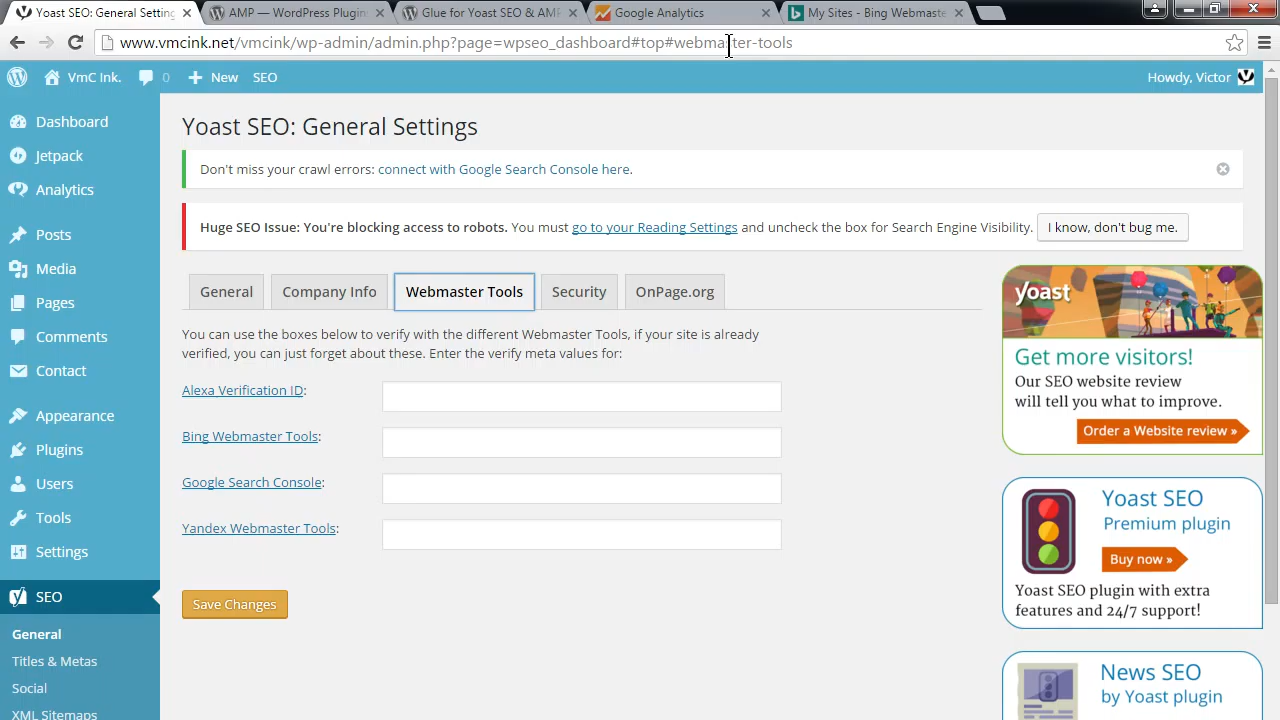 Yoast SEO: General Setting
AMP — WordPress Plugin
Glue for Yoast SEO & AMP
Google Analytics
My Sites - Bing Webmaste
www.vmcink.net/vmcink/wp-admin/admin.php?page=wpseo_dashboard#top#webmaster-tools
VmC Ink.
0
New
SEO
Howdy, Victor
Dashboard
Jetpack
Analytics
Posts
Media
Pages
Comments
Contact
Appearance
Plugins
Users
Tools
Settings
SEO
General
Titles & Metas
Social
XML Sitemaps
Yoast SEO: General Settings
Don't miss your crawl errors: connect with Google Search Console here.
Huge SEO Issue: You're blocking access to robots. You must go to your Reading Settings and uncheck the box for Search Engine Visibility.
I know, don't bug me.
General
Company Info
Webmaster Tools
Security
OnPage.org
You can use the boxes below to verify with the different Webmaster Tools, if your site is already
verified, you can just forget about these. Enter the verify meta values for:
Alexa Verification ID:
Bing Webmaster Tools:
Google Search Console:
Yandex Webmaster Tools:
Save Changes
yoast
Get more visitors!
Our SEO website review
will tell you what to improve.
Order a Website review »
Yoast SEO
Premium plugin
Buy now »
Yoast SEO plugin with extra
features and 24/7 support!
News SEO
by Yoast plugin